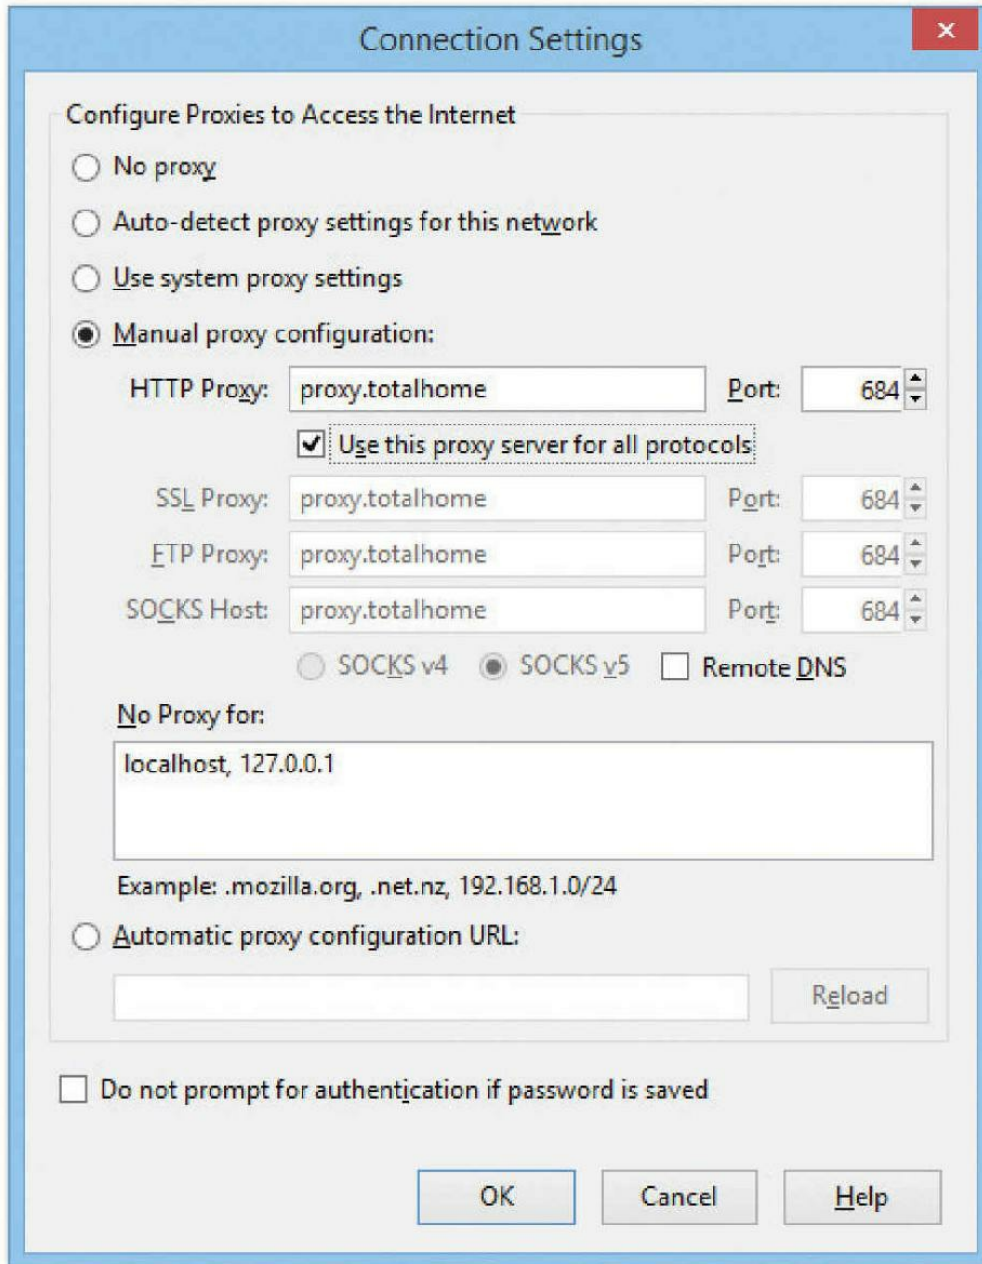 Connection Settings
Configure Proxies to Access the Internet
No proxy
Auto-detect proxy settings for this network
Use system proxy settings
Manual proxy configuration:
HTTP Proxy: proxy.totalhome Port: 684
Use this proxy server for all protocols
SSL Proxy: proxy.totalhome Port: 684
FTP Proxy: proxy.totalhome Port: 684
SOCKS Host: proxy.totalhome Port: 684
SOCKS v4 SOCKS v5 Remote DNS
No Proxy for:
localhost, 127.0.0.1
Example: .mozilla.org, .net.nz, 192.168.1.0/24
Automatic proxy configuration URL:
Reload
Do not prompt for authentication if password is saved
OK Cancel Help